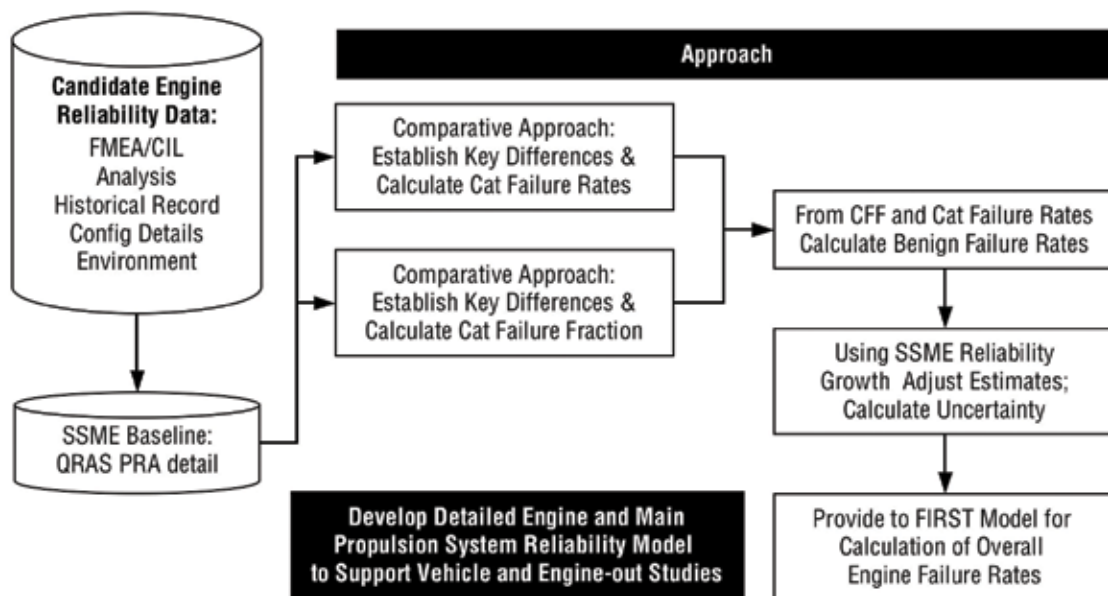 Candidate Engine
Reliability Data:
FMEA/CIL
Analysis
Historical Record
Config Details
Environment
SSME Baseline:
QRAS PRA detail
Approach
Comparative Approach:
Establish Key Differences &
Calculate Cat Failure Rates
Comparative Approach:
Establish Key Differences &
Calculate Cat Failure Fraction
From CFF and Cat Failure Rates
Calculate Benign Failure Rates
Using SSME Reliability
Growth Adjust Estimates;
Calculate Uncertainty
Provide to FIRST Model for
Calculation of Overall
Engine Failure Rates
Develop Detailed Engine and Main
Propulsion System Reliability Model
to Support Vehicle and Engine-out Studies